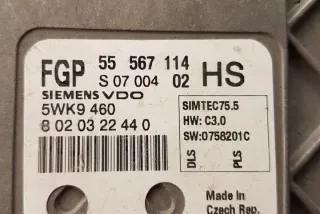 FGP 55 567 114 HS
S 07 004 02
SIEMENS VDO
5WK9 460
8 02 03 22 44 0
SIMTEC75.5
HW: C3.0
SW:0758201C
DLS
PLS
Made in
Czech Rep.